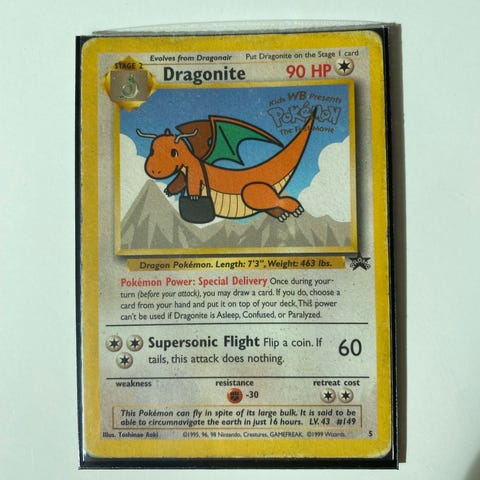 Evolves from Dragonair Put Dragonite on the Stage 1 card
STAGE 2
Dragonite 90 HP
Kids WB Presents
POKéMON
The First Movie
Dragon Pokémon. Length: 7'3", Weight: 463 lbs.
PROMO
Pokémon Power: Special Delivery Once during your
turn (before your attack), you may draw a card. If you do, choose a
card from your hand and put it on top of your deck. This power
can't be used if Dragonite is Asleep, Confused, or Paralyzed.
Supersonic Flight Flip a coin. If
tails, this attack does nothing.
60
weakness resistance retreat cost
-30
This Pokémon can fly in spite of its large bulk. It is said to be
able to circumnavigate the earth in just 16 hours. LV. 43 #149
Illus. Toshinao Aoki ©1995, 96, 98 Nintendo, Creatures, GAMEFREAK. ©1999 Wizards. 5